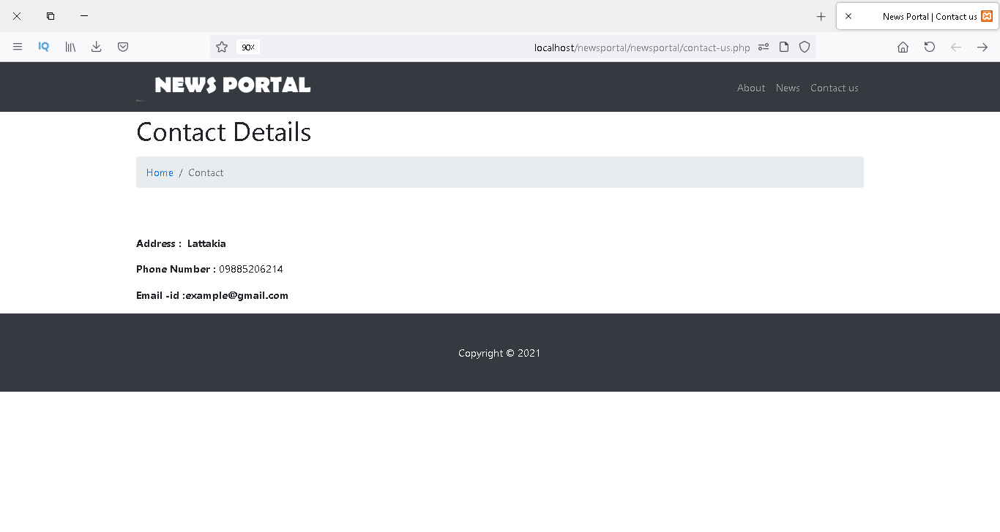 News Portal | Contact us
90٪
localhost/newsportal/newsportal/contact-us.php
NEWS PORTAL
About News Contact us
Contact Details
Home / Contact
Address : Lattakia
Phone Number : 09885206214
Email -id :example@gmail.com
Copyright © 2021